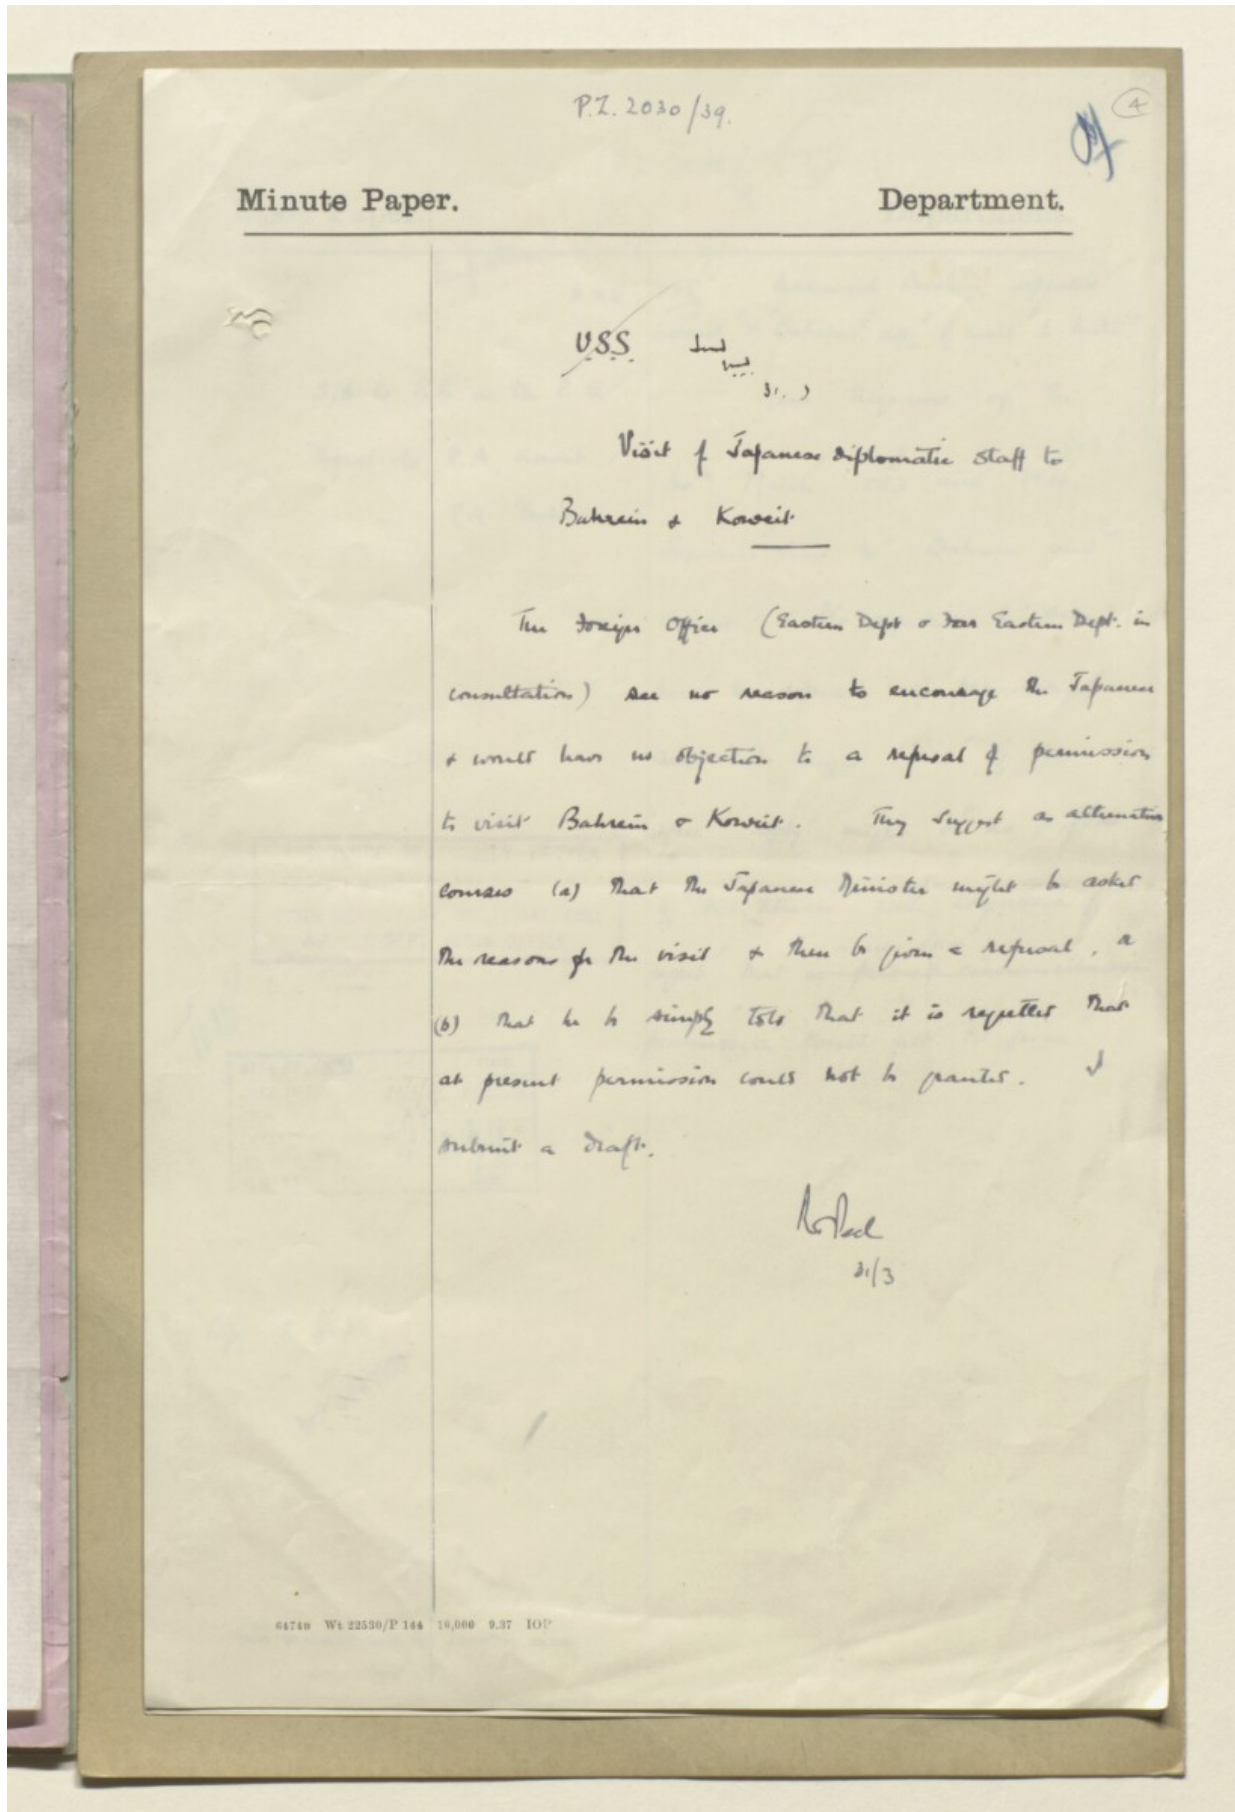 P.Z. 2030/39.
4
Minute Paper. Department.
U.S.S.
31.3
Visit of Japanese diplomatic staff to
Bahrein & Koweit
The Foreign Office (Eastern Dept & Far Eastern Dept. in
consultation) see no reason to encourage the Japanese
& would have no objection to a refusal of permission
to visit Bahrein & Koweit. They suggest as alternative
courses (a) that the Japanese Minister might be asked
the reasons for the visit & then be given a refusal, or
(b) that he be simply told that it is regretted that
at present permission could not be granted. I
submit a draft.
31/3
64740 Wt 22530/P 144 10,000 9.37 IOP